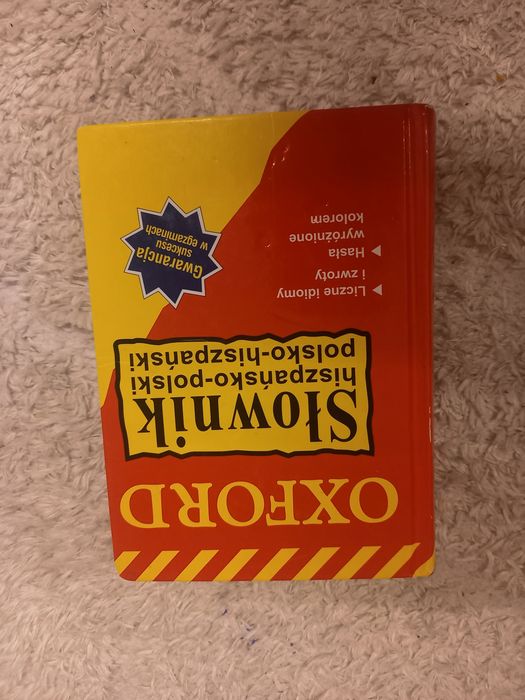 OXFORD
Słownik
hiszpańsko-polski
polsko-hiszpański
▶ Liczne idiomy
i zwroty
▶ Hasła
wyróżnione
kolorem
Gwarancja
sukcesu
w egzaminach